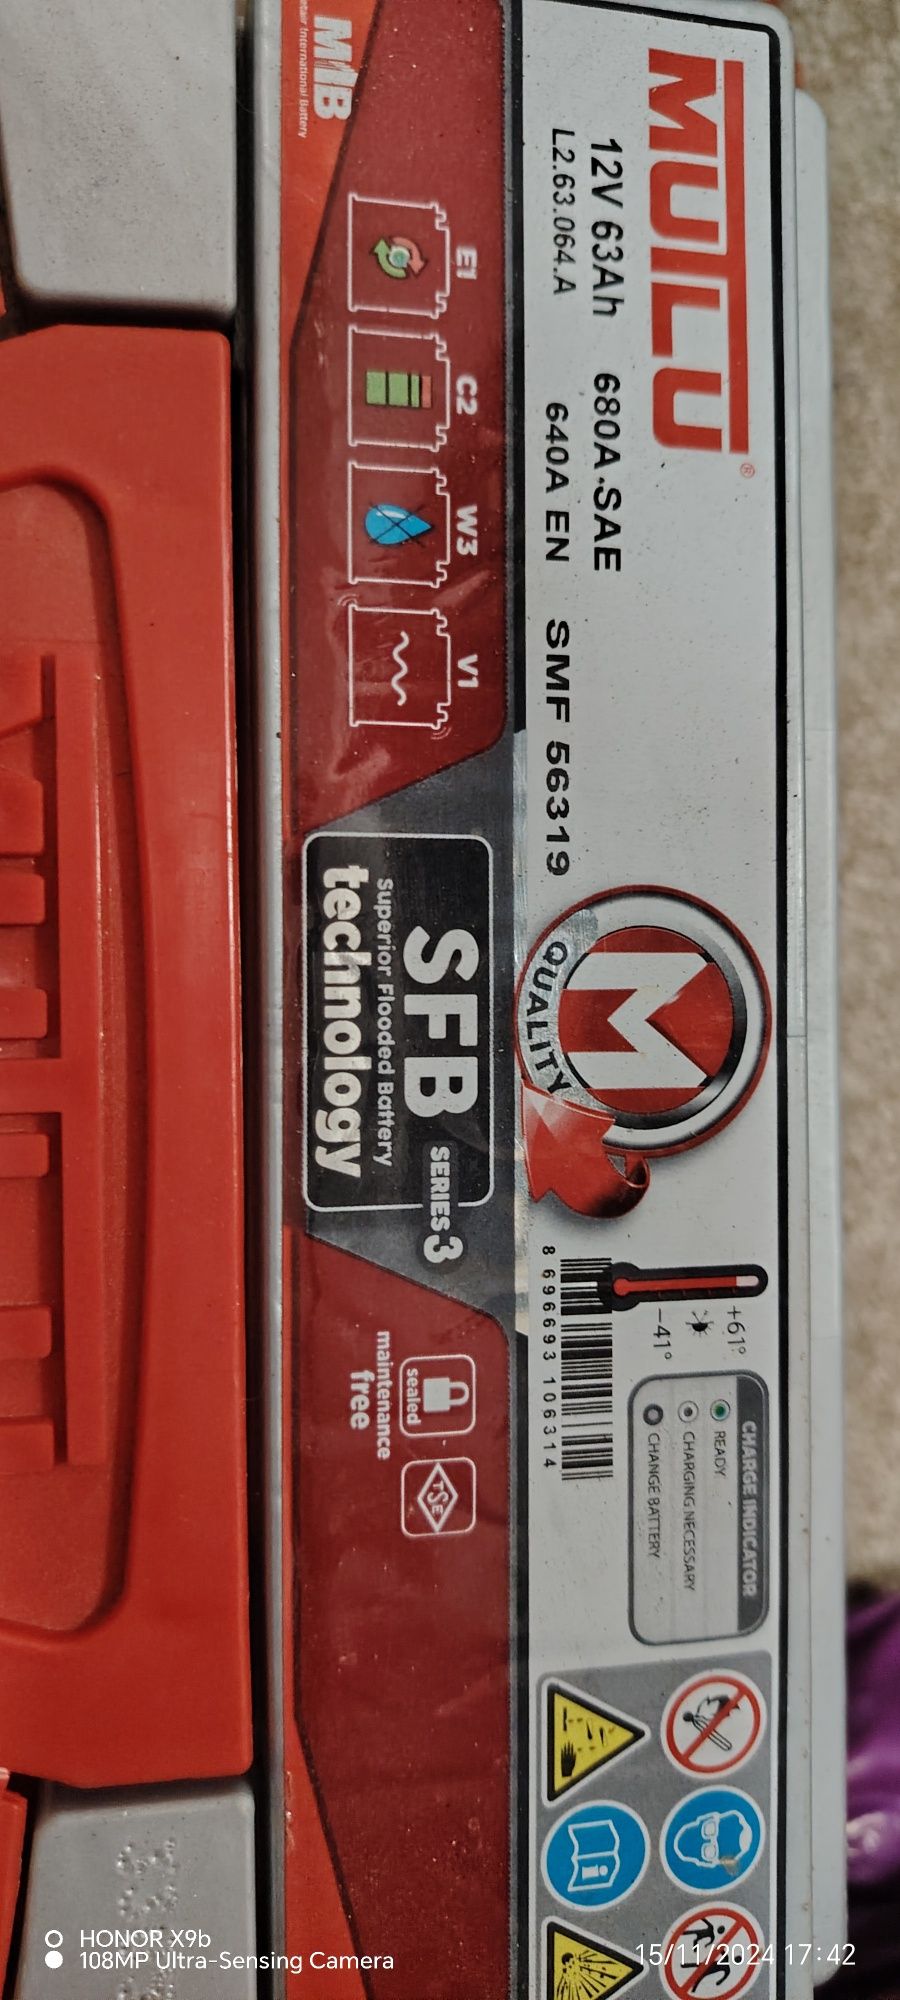 MUTLU®
12V 63Ah 680A.SAE
L2.63.064.A 640A EN SMF 56319
QUALITY
+61°
-41°
8 696693 106314
CHARGE INDICATOR
READY
CHARGING NECESSARY
CHANGE BATTERY
E1 C2 W3 V1
SFB SERIES 3
Superior Flooded Battery
technology
sealed
TSE
maintenance
free
MIB
International Battery
HONOR X9b
108MP Ultra-Sensing Camera
15/11/2024 17:42